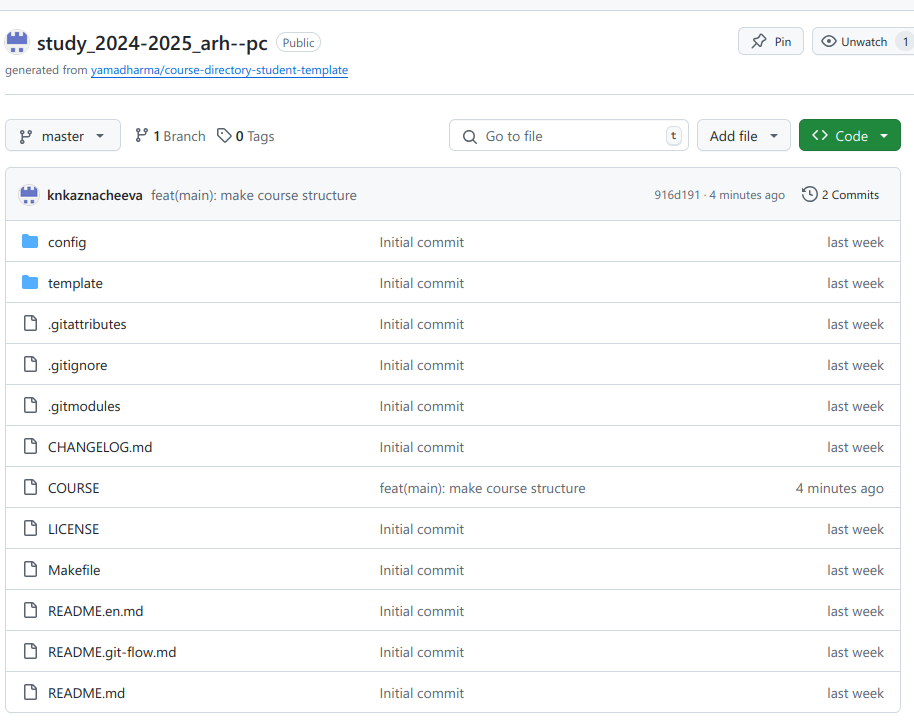 study_2024-2025_arh--pc Public Pin Unwatch 1
generated from yamadharma/course-directory-student-template
master 1 Branch 0 Tags Go to file t Add file Code
knkaznacheeva feat(main): make course structure 916d191 · 4 minutes ago 2 Commits
config Initial commit last week
template Initial commit last week
.gitattributes Initial commit last week
.gitignore Initial commit last week
.gitmodules Initial commit last week
CHANGELOG.md Initial commit last week
COURSE feat(main): make course structure 4 minutes ago
LICENSE Initial commit last week
Makefile Initial commit last week
README.en.md Initial commit last week
README.git-flow.md Initial commit last week
README.md Initial commit last week